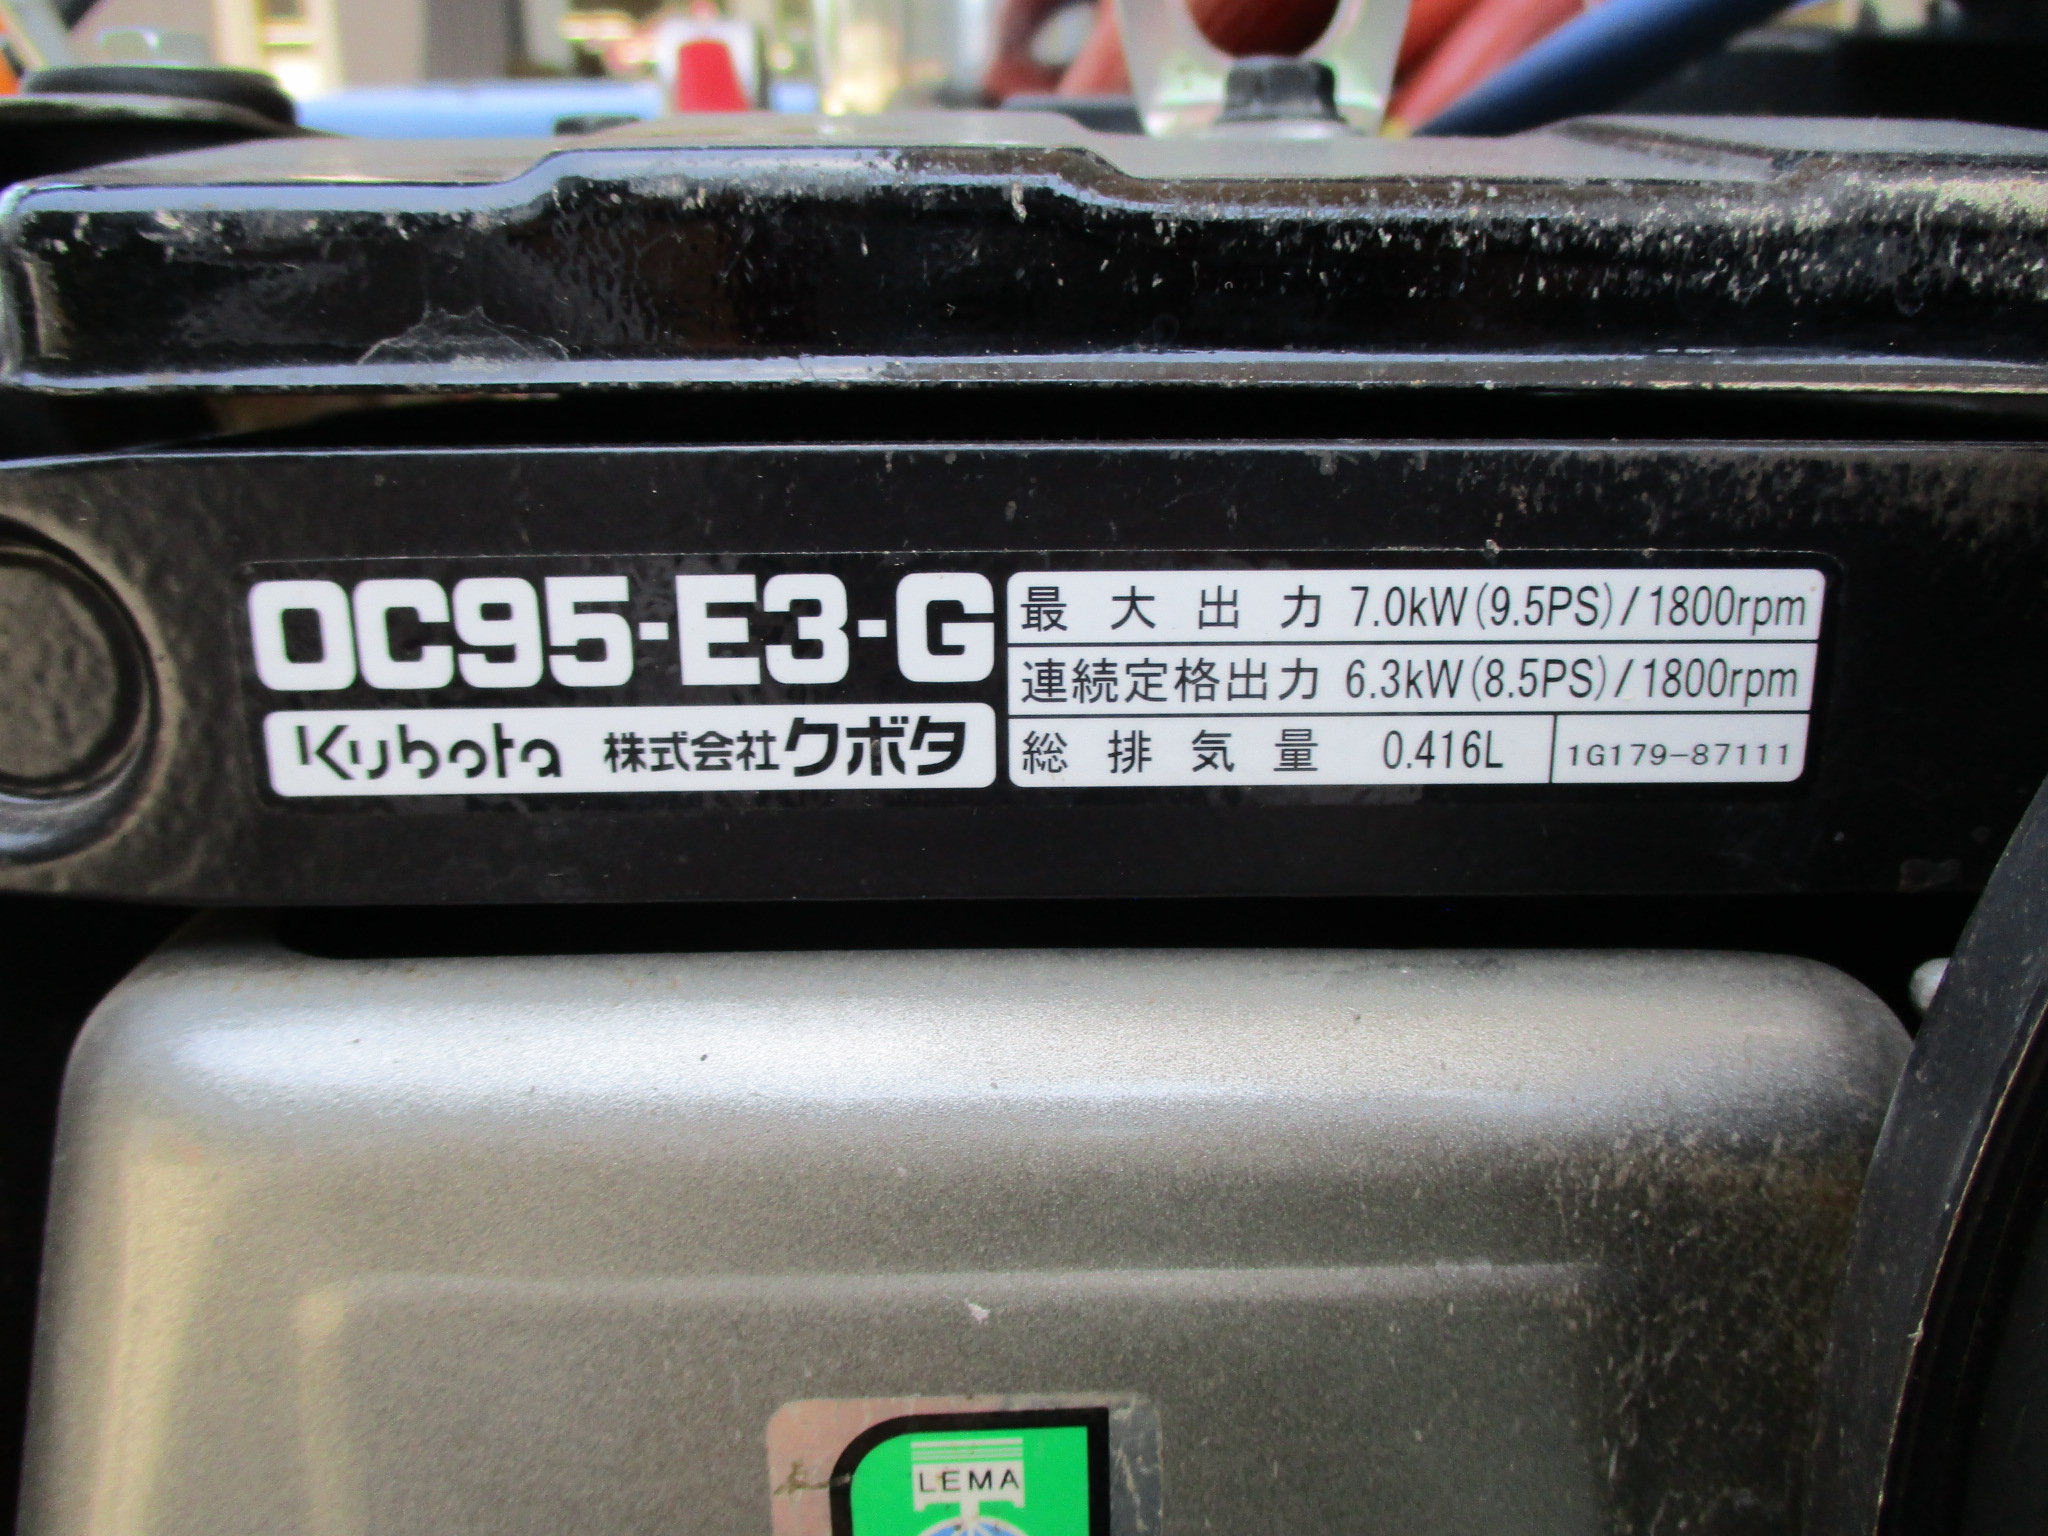 OC95-E3-G
Kubota 株式会社クボタ
最大出力 7.0kW(9.5PS)/1800rpm
連続定格出力 6.3kW(8.5PS)/1800rpm
総排気量 0.416L 1G179-87111
LEMA